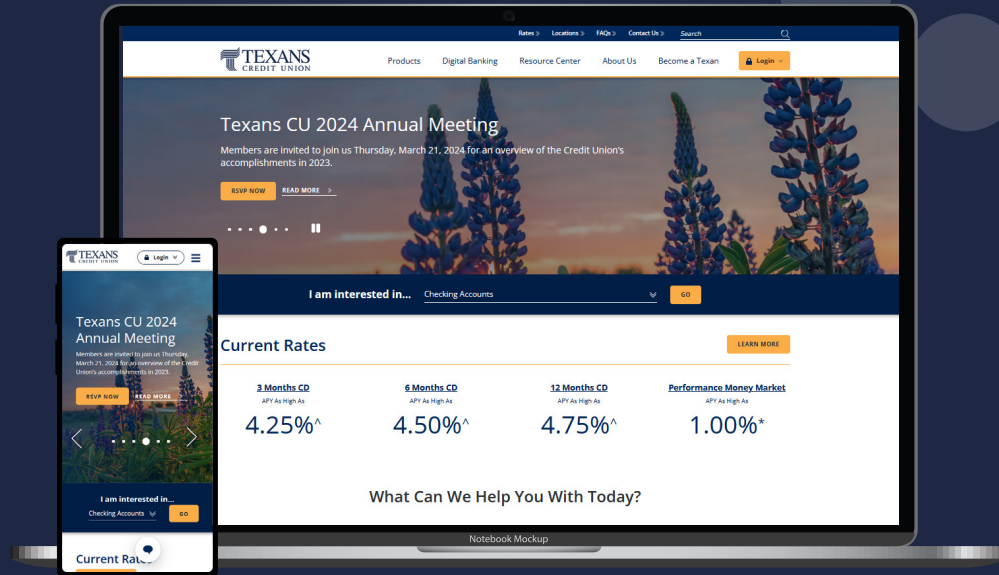 Rates » Locations » FAQs » Contact Us » Search
TEXANS
CREDIT UNION
Products Digital Banking Resource Center About Us Become a Texan Login
Texans CU 2024 Annual Meeting
Members are invited to join us Thursday, March 21, 2024 for an overview of the Credit Union's
accomplishments in 2023.
RSVP NOW READ MORE >
I am interested in... Checking Accounts GO
Current Rates LEARN MORE
3 Months CD 6 Months CD 12 Months CD Performance Money Market
APY As High As APY As High As APY As High As APY As High As
4.25%^ 4.50%^ 4.75%^ 1.00%*
What Can We Help You With Today?
Notebook Mockup
TEXANS
CREDIT UNION
Login
Texans CU 2024
Annual Meeting
Members are invited to join us Thursday,
March 21, 2024 for an overview of the Credit
Union's accomplishments in 2023.
RSVP NOW READ MORE
I am interested in...
Checking Accounts GO
Current Rates